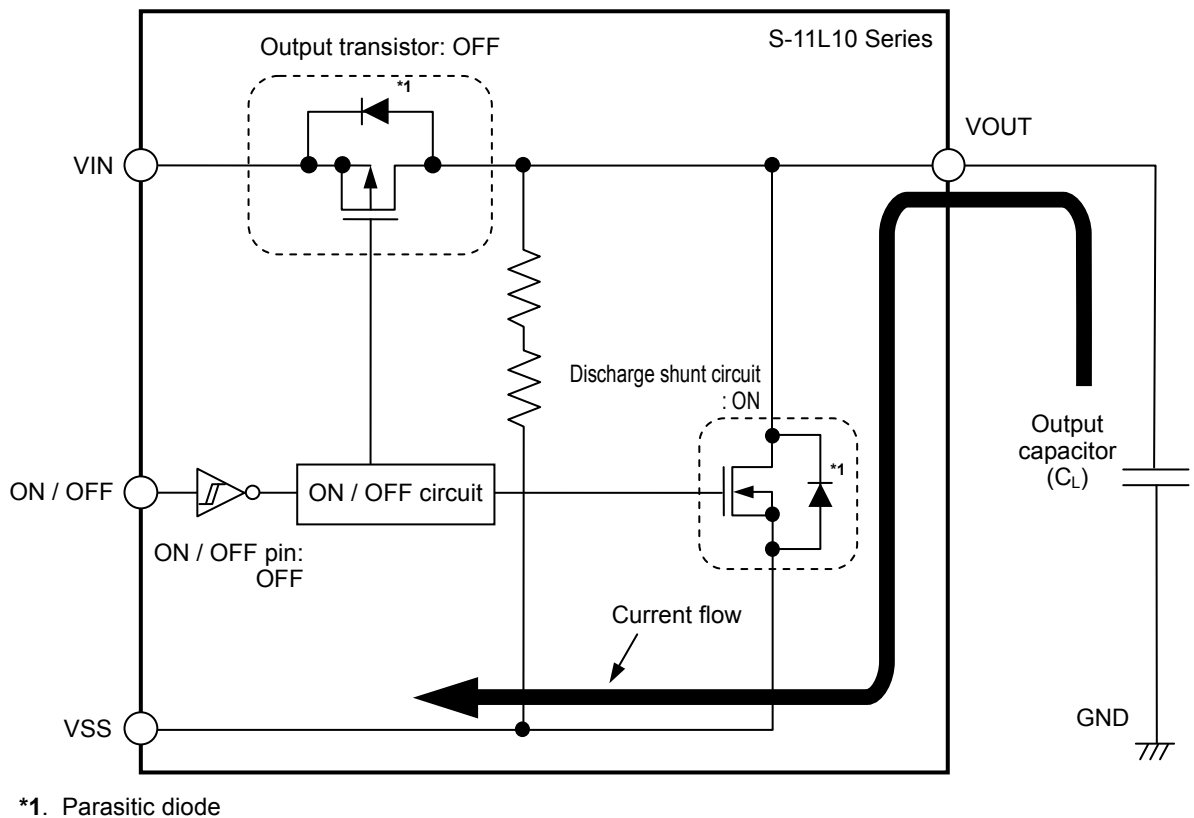 S-11L10 Series
Output transistor: OFF
*1
VOUT
VIN
Discharge shunt circuit
: ON
*1
Output
capacitor
(CL)
ON / OFF
ON / OFF circuit
ON / OFF pin:
OFF
Current flow
VSS
GND
*1. Parasitic diode